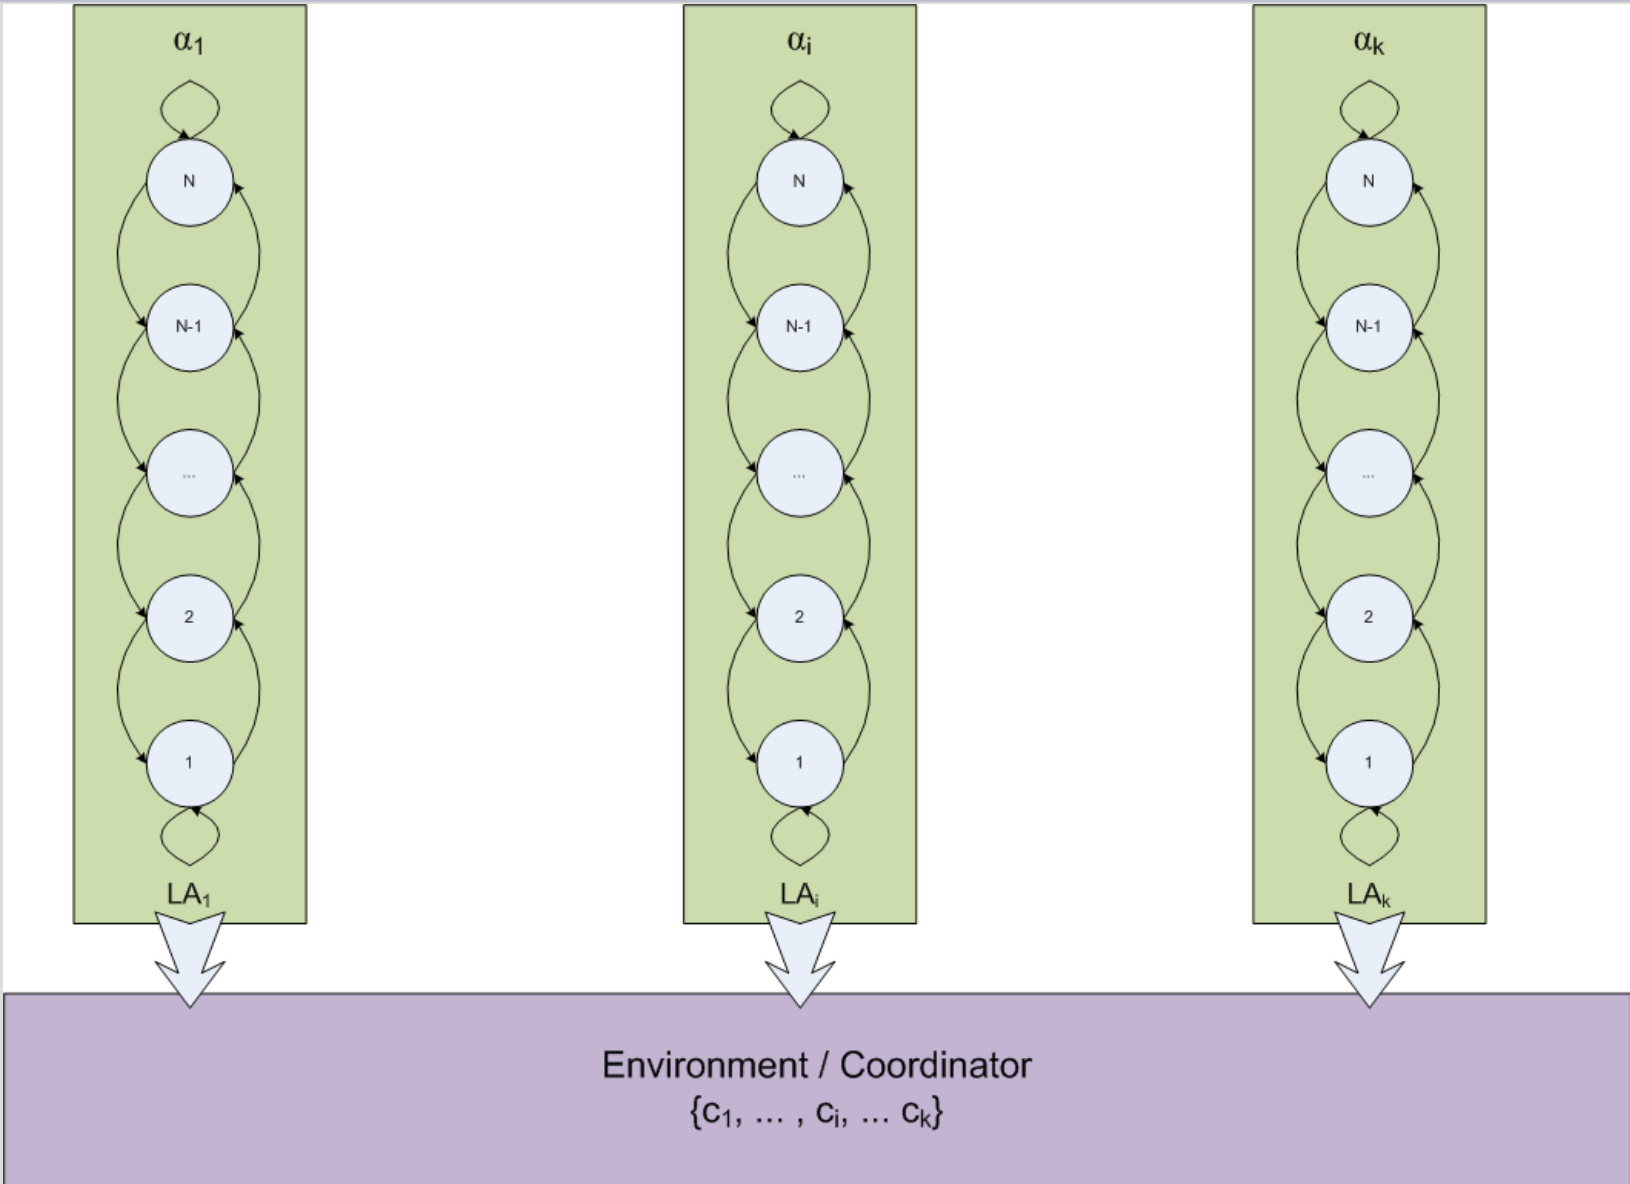 α1
αi
αk
N
N
N
N-1
N-1
N-1
...
...
...
2
2
2
1
1
1
LA1
LAi
LAk
Environment / Coordinator
{c1, ... , ci, ... ck}